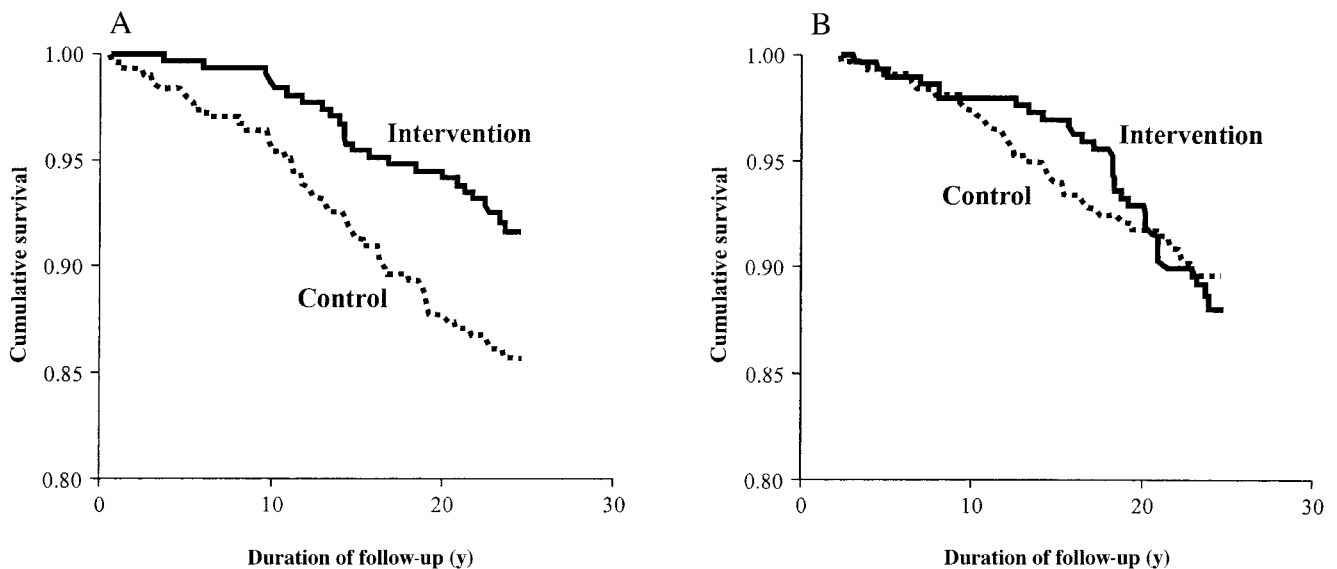 A
1.00
0.95
0.90
0.85
0.80
Cumulative survival
Intervention
Control
0
10
20
30
Duration of follow-up (y)
B
1.00
0.95
0.90
0.85
0.80
Cumulative survival
Intervention
Control
0
10
20
30
Duration of follow-up (y)